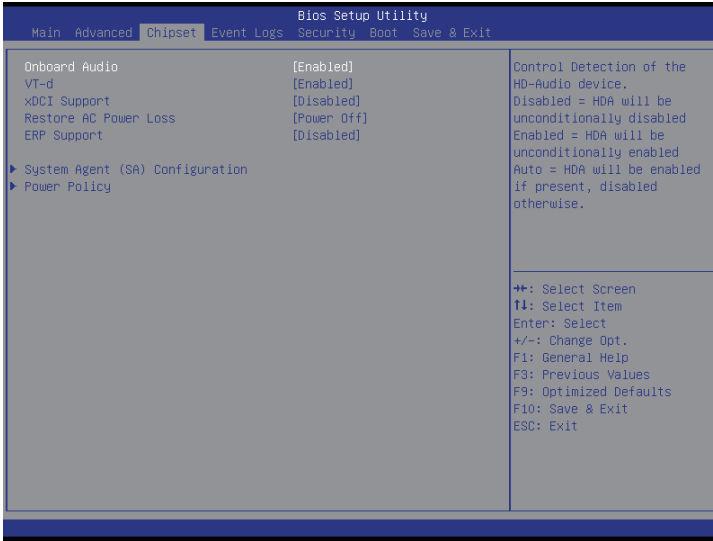 Bios Setup Utility
Main Advanced Chipset Event Logs Security Boot Save & Exit
Onboard Audio [Enabled]
VT-d [Enabled]
xDCI Support [Disabled]
Restore AC Power Loss [Power Off]
ERP Support [Disabled]
System Agent (SA) Configuration
Power Policy
Control Detection of the
HD-Audio device.
Disabled = HDA will be
unconditionally disabled
Enabled = HDA will be
unconditionally enabled
Auto = HDA will be enabled
if present, disabled
otherwise.
→←: Select Screen
↑↓: Select Item
Enter: Select
+/-: Change Opt.
F1: General Help
F3: Previous Values
F9: Optimized Defaults
F10: Save & Exit
ESC: Exit